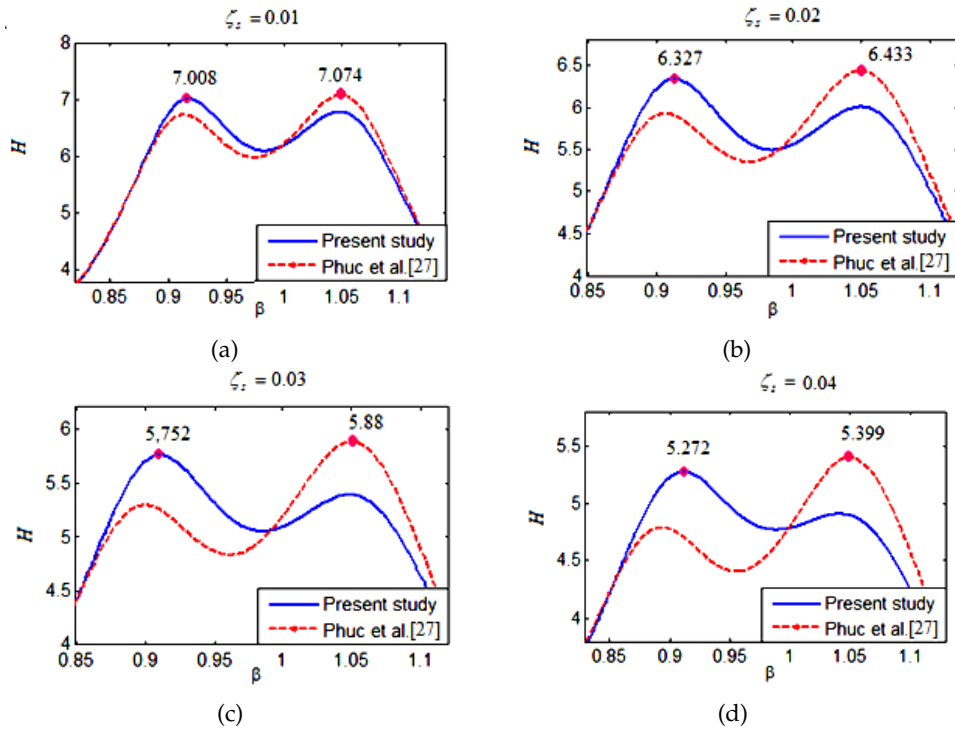 ζs = 0.01
8
7
6
5
4
H
7.008
7.074
Present study
Phuc et al.[27]
0.85 0.9 0.95 1 1.05 1.1
β
(a)
ζs = 0.02
6.5
6
5.5
5
4.5
4
H
6.327
6.433
Present study
Phuc et al.[27]
0.85 0.9 0.95 1 1.05 1.1
β
(b)
ζs = 0.03
6
5.5
5
4.5
4
H
5,752
5.88
Present study
Phuc et al.[27]
0.85 0.9 0.95 1 1.05 1.1
β
(c)
ζs = 0.04
5.5
5
4.5
4
H
5.272
5.399
Present study
Phuc et al.[27]
0.85 0.9 0.95 1 1.05 1.1
β
(d)